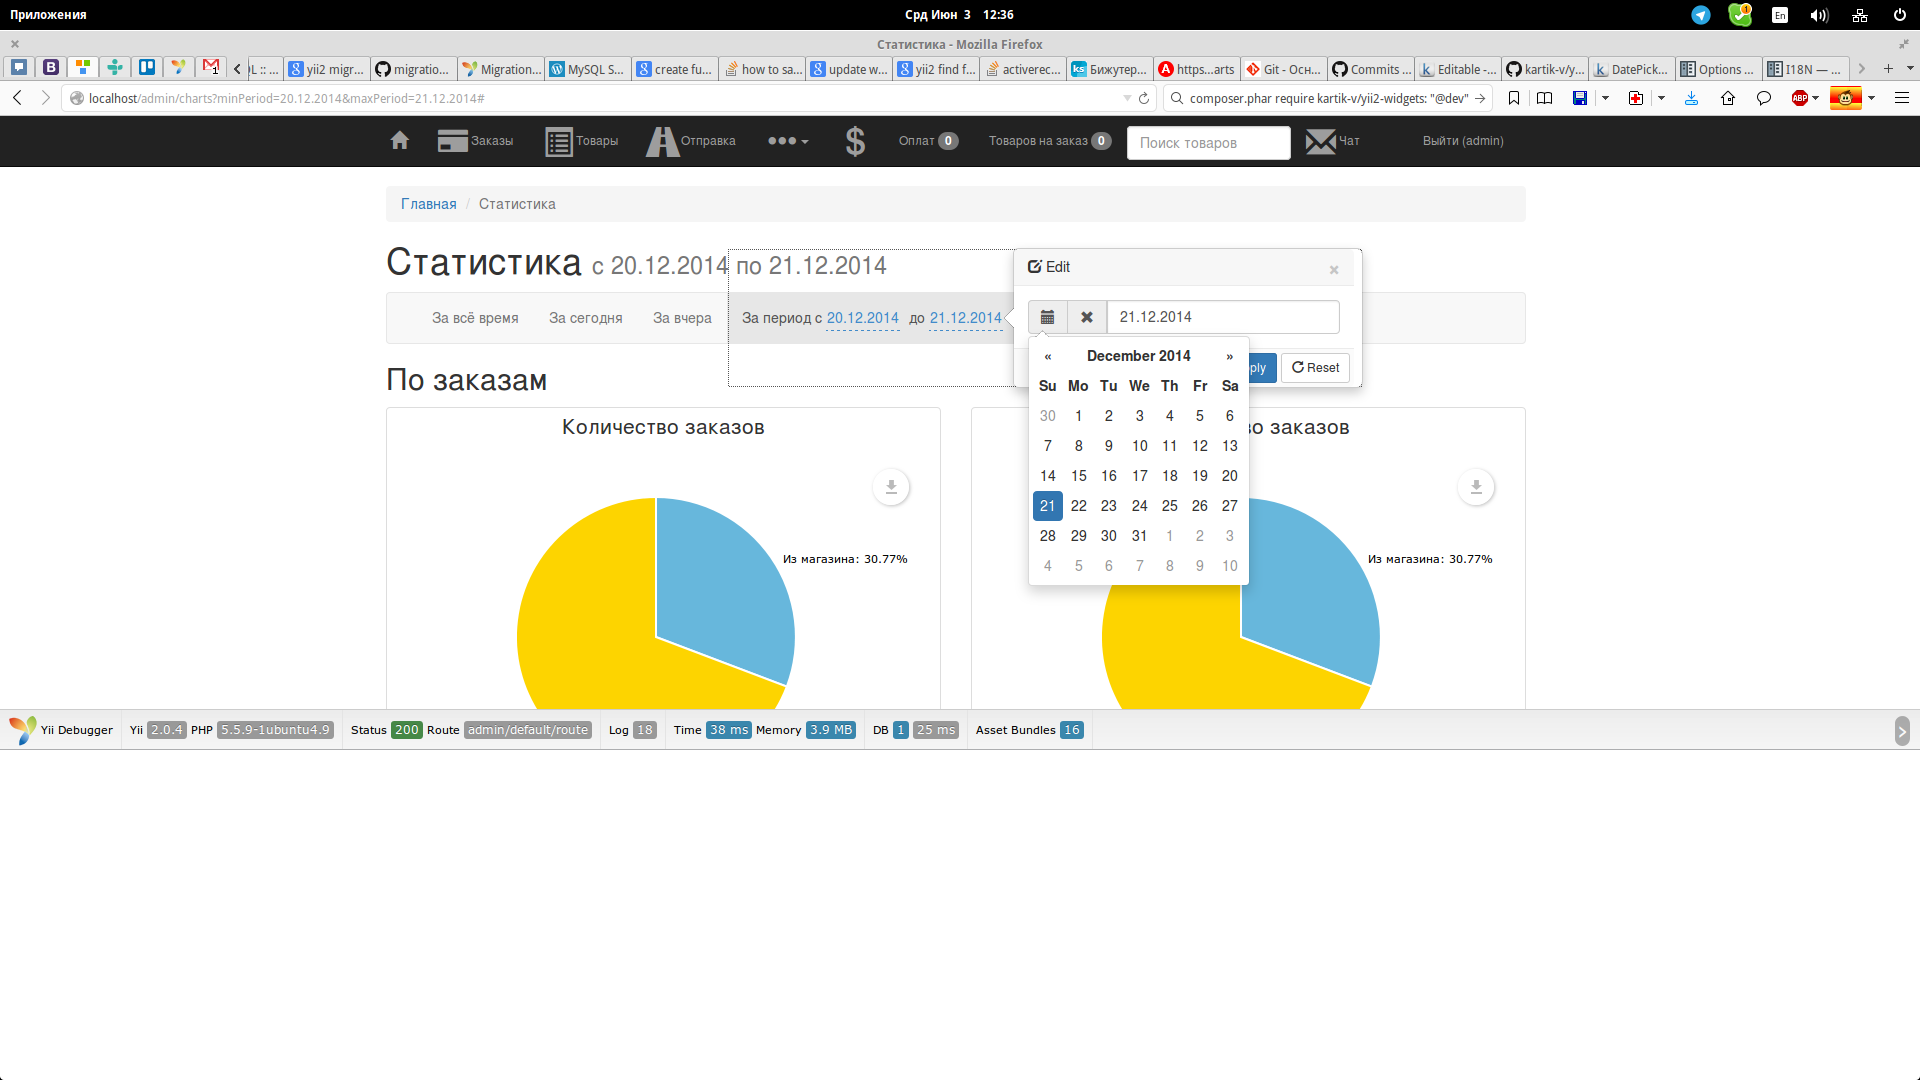 Приложения
Срд Июн 3 12:36
1
En
Статистика - Mozilla Firefox
1
QL :: ...
yii2 migr...
migratio...
Migration...
MySQL S...
create fu...
how to sa...
update w...
yii2 find f...
activerec...
Бижутер...
https...arts
Git - Осн...
Commits ...
Editable -...
kartik-v/y...
DatePick...
Options ...
I18N — ...
localhost/admin/charts?minPeriod=20.12.2014&maxPeriod=21.12.2014#
composer.phar require kartik-v/yii2-widgets: "@dev"
ABP
Заказы
Товары
Отправка
Оплат 0
Товаров на заказ 0
Поиск товаров
Чат
Выйти (admin)
Главная / Статистика
Статистика с 20.12.2014 по 21.12.2014
За всё время
За сегодня
За вчера
За период с 20.12.2014 до 21.12.2014
Edit
×
21.12.2014
ply
Reset
« December 2014 »
Su Mo Tu We Th Fr Sa
30 1 2 3 4 5 6
7 8 9 10 11 12 13
14 15 16 17 18 19 20
21 22 23 24 25 26 27
28 29 30 31 1 2 3
4 5 6 7 8 9 10
По заказам
Количество заказов
о заказов
Из магазина: 30.77%
Из магазина: 30.77%
Yii Debugger
Yii 2.0.4 PHP 5.5.9-1ubuntu4.9
Status 200 Route admin/default/route
Log 18
Time 38 ms Memory 3.9 MB
DB 1 25 ms
Asset Bundles 16